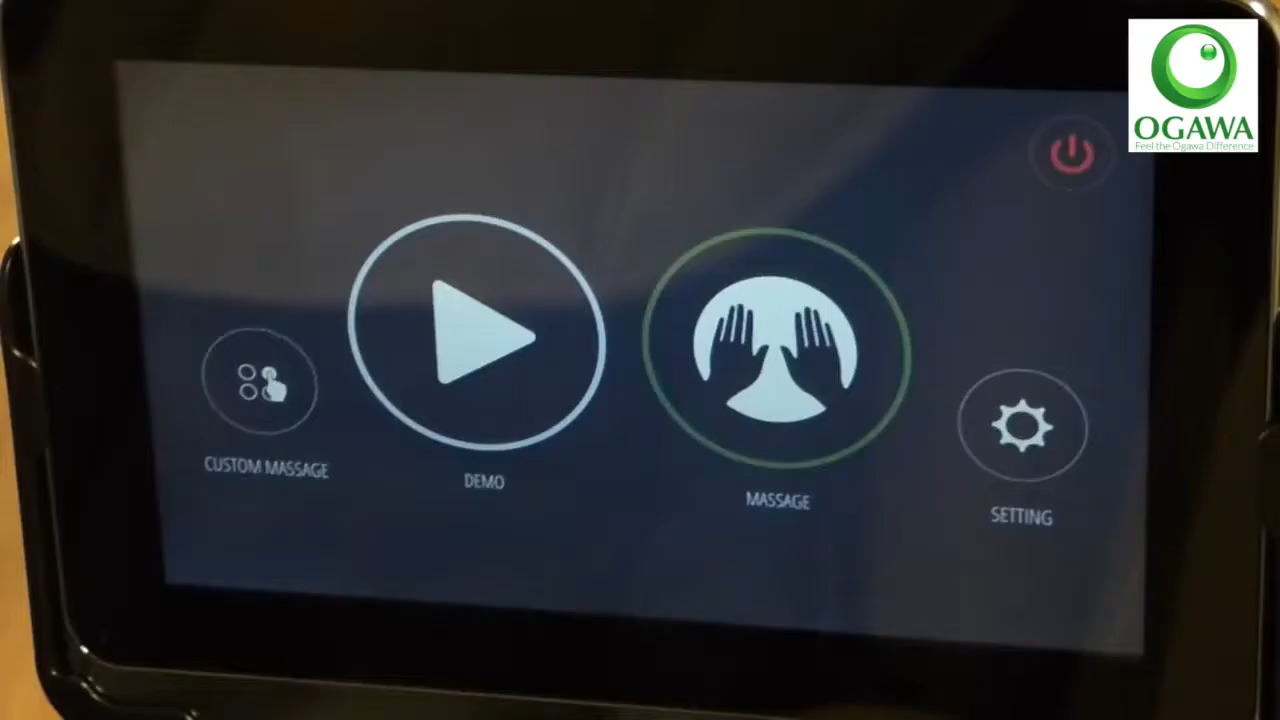 OGAWA
Feel the Ogawa Difference
CUSTOM MASSAGE
DEMO
MASSAGE
SETTING